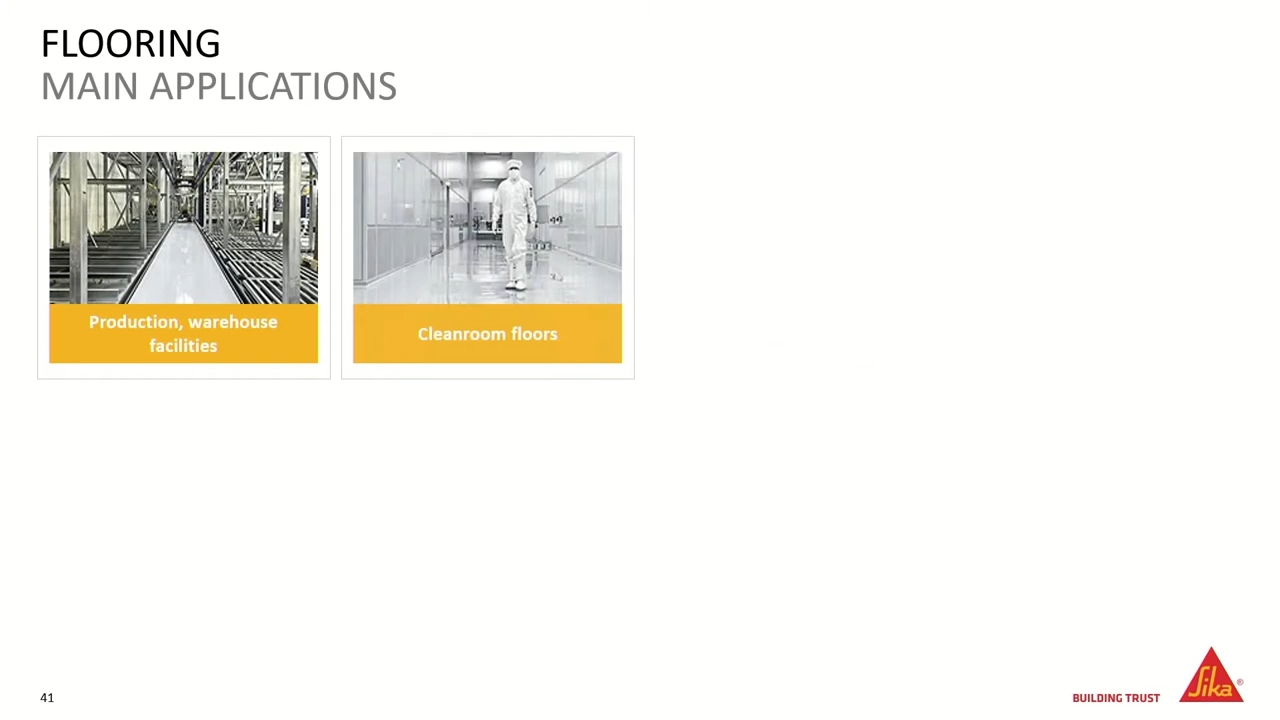 FLOORING
MAIN APPLICATIONS
Production, warehouse
facilities
Cleanroom floors
41
BUILDING TRUST
Sika®